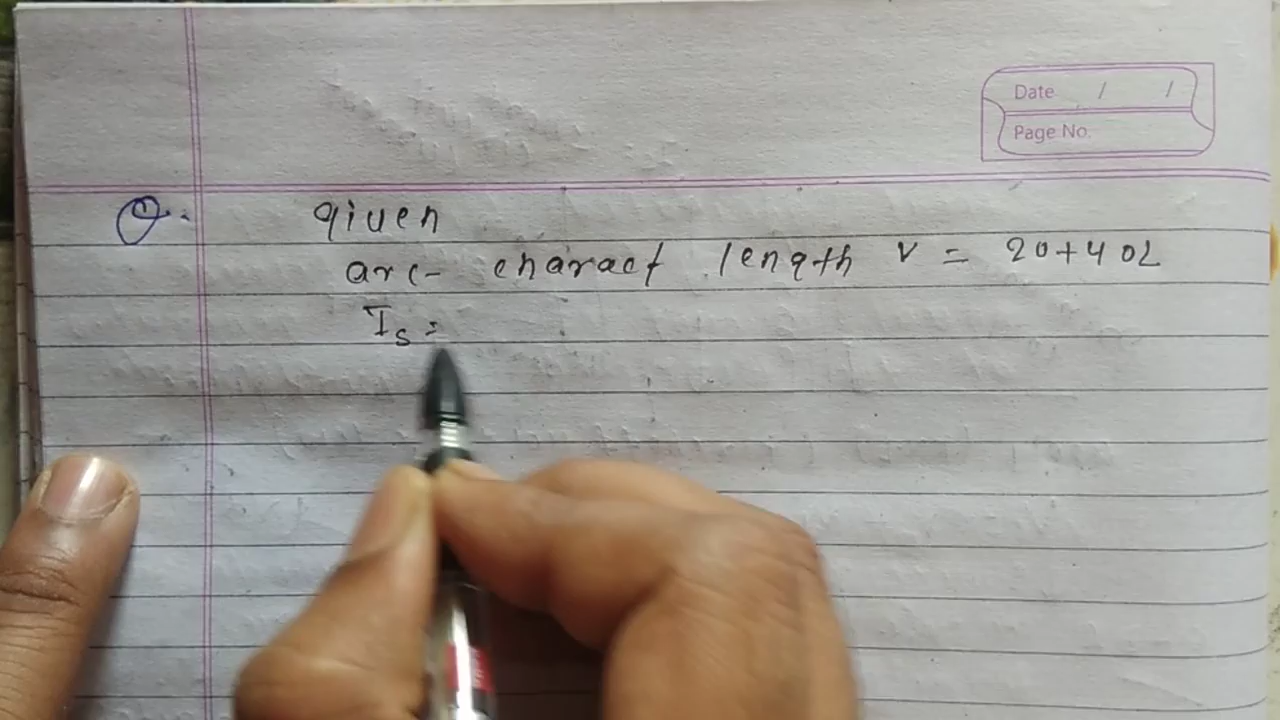 Date / /
Page No.
Q. given
arc- charact length V = 20+40L
Is =